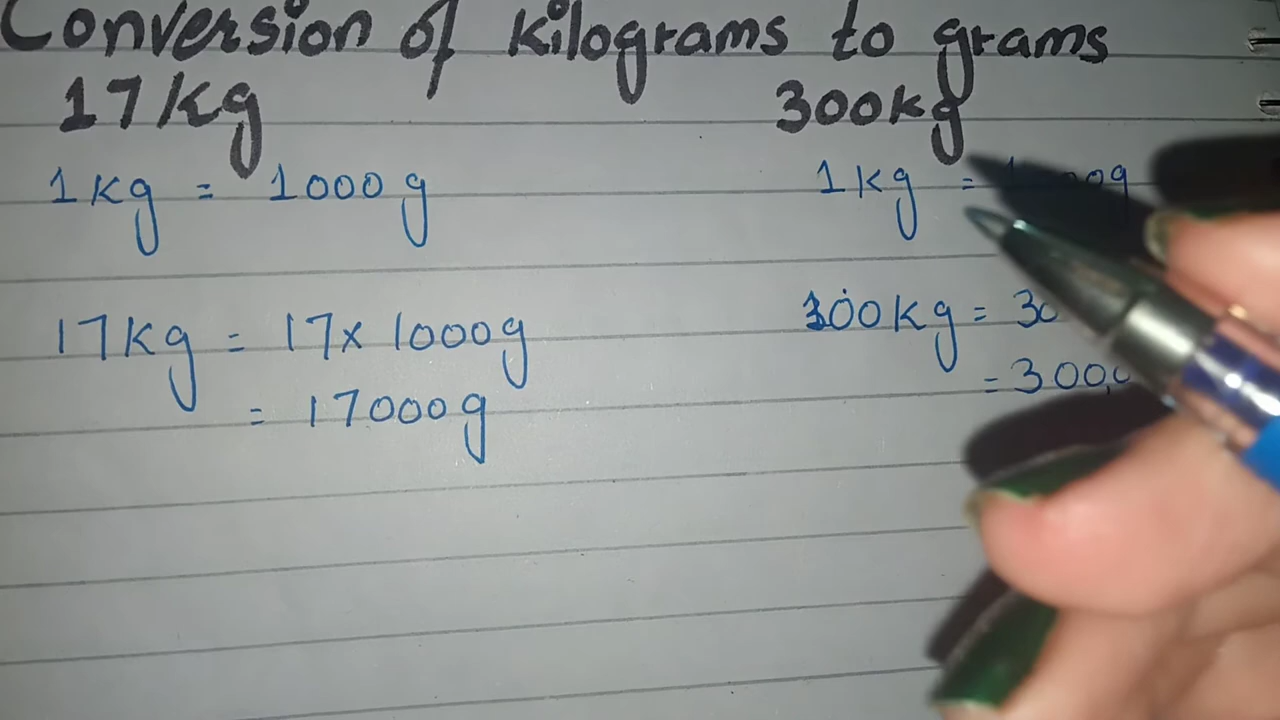 Conversion of kilograms to grams
17kg
1kg = 1000g
17kg = 17x 1000g
= 17000g
300kg
1kg =
300kg =
=